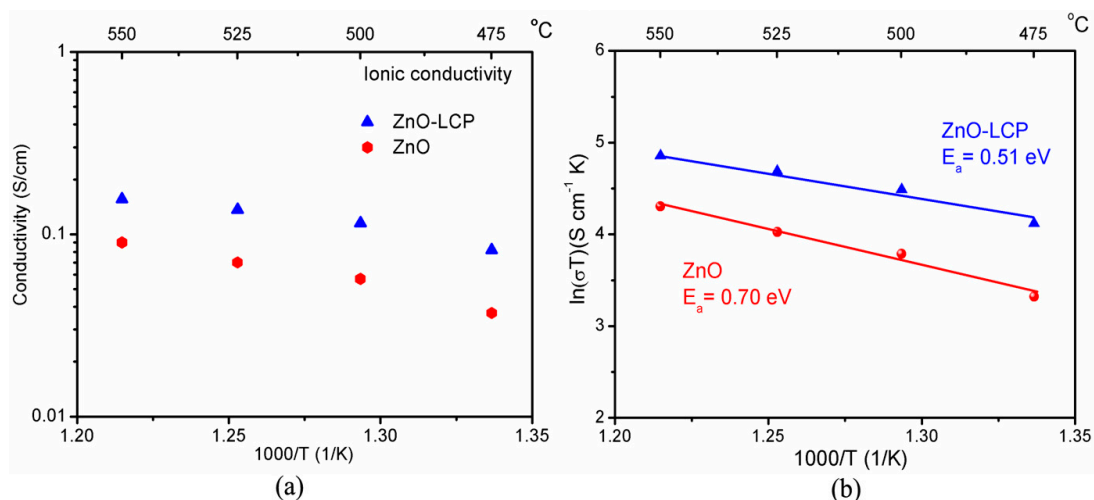 °C
550 525 500 475
1
0.1
0.01
Conductivity (S/cm)
Ionic conductivity
ZnO-LCP
ZnO
1.20 1.25 1.30 1.35
1000/T (1/K)
(a)
°C
550 525 500 475
6
5
4
3
2
ln(σT)(S cm⁻¹ K)
ZnO-LCP
Eₐ= 0.51 eV
ZnO
Eₐ= 0.70 eV
1.20 1.25 1.30 1.35
1000/T (1/K)
(b)